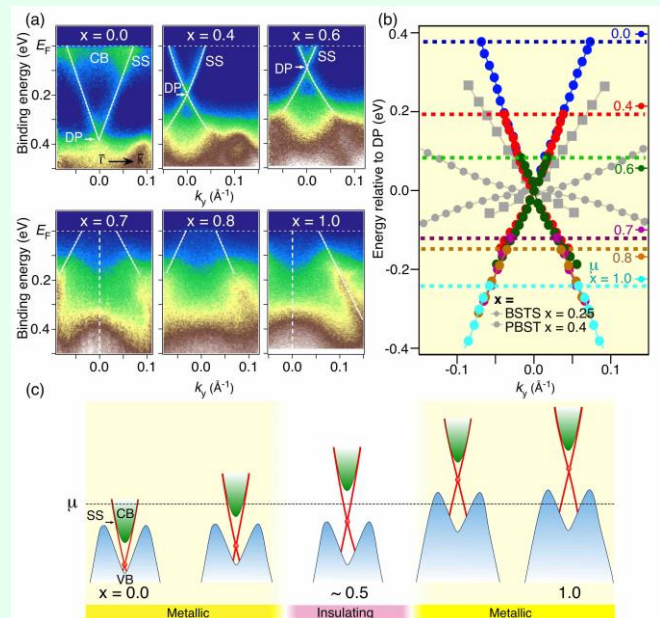 (a)
x = 0.0
x = 0.4
x = 0.6
Binding energy (eV)
E_F
0.2
0.4
CB
SS
DP
Γ̄
K̄
SS
DP
SS
DP
0.0
0.1
0.0
0.1
0.0
0.1
k_y (Å⁻¹)
x = 0.7
x = 0.8
x = 1.0
Binding energy (eV)
E_F
0.2
0.4
0.0
0.1
0.0
0.1
0.0
0.1
k_y (Å⁻¹)
(b)
Energy relative to DP (eV)
0.4
0.2
0.0
-0.2
-0.4
0.0
0.4
0.6
0.7
0.8
μ
x = 1.0
x =
BSTS x = 0.25
PBST x = 0.4
-0.1
0.0
0.1
k_y (Å⁻¹)
(c)
μ
SS
CB
VB
x = 0.0
~ 0.5
1.0
Metallic
Insulating
Metallic